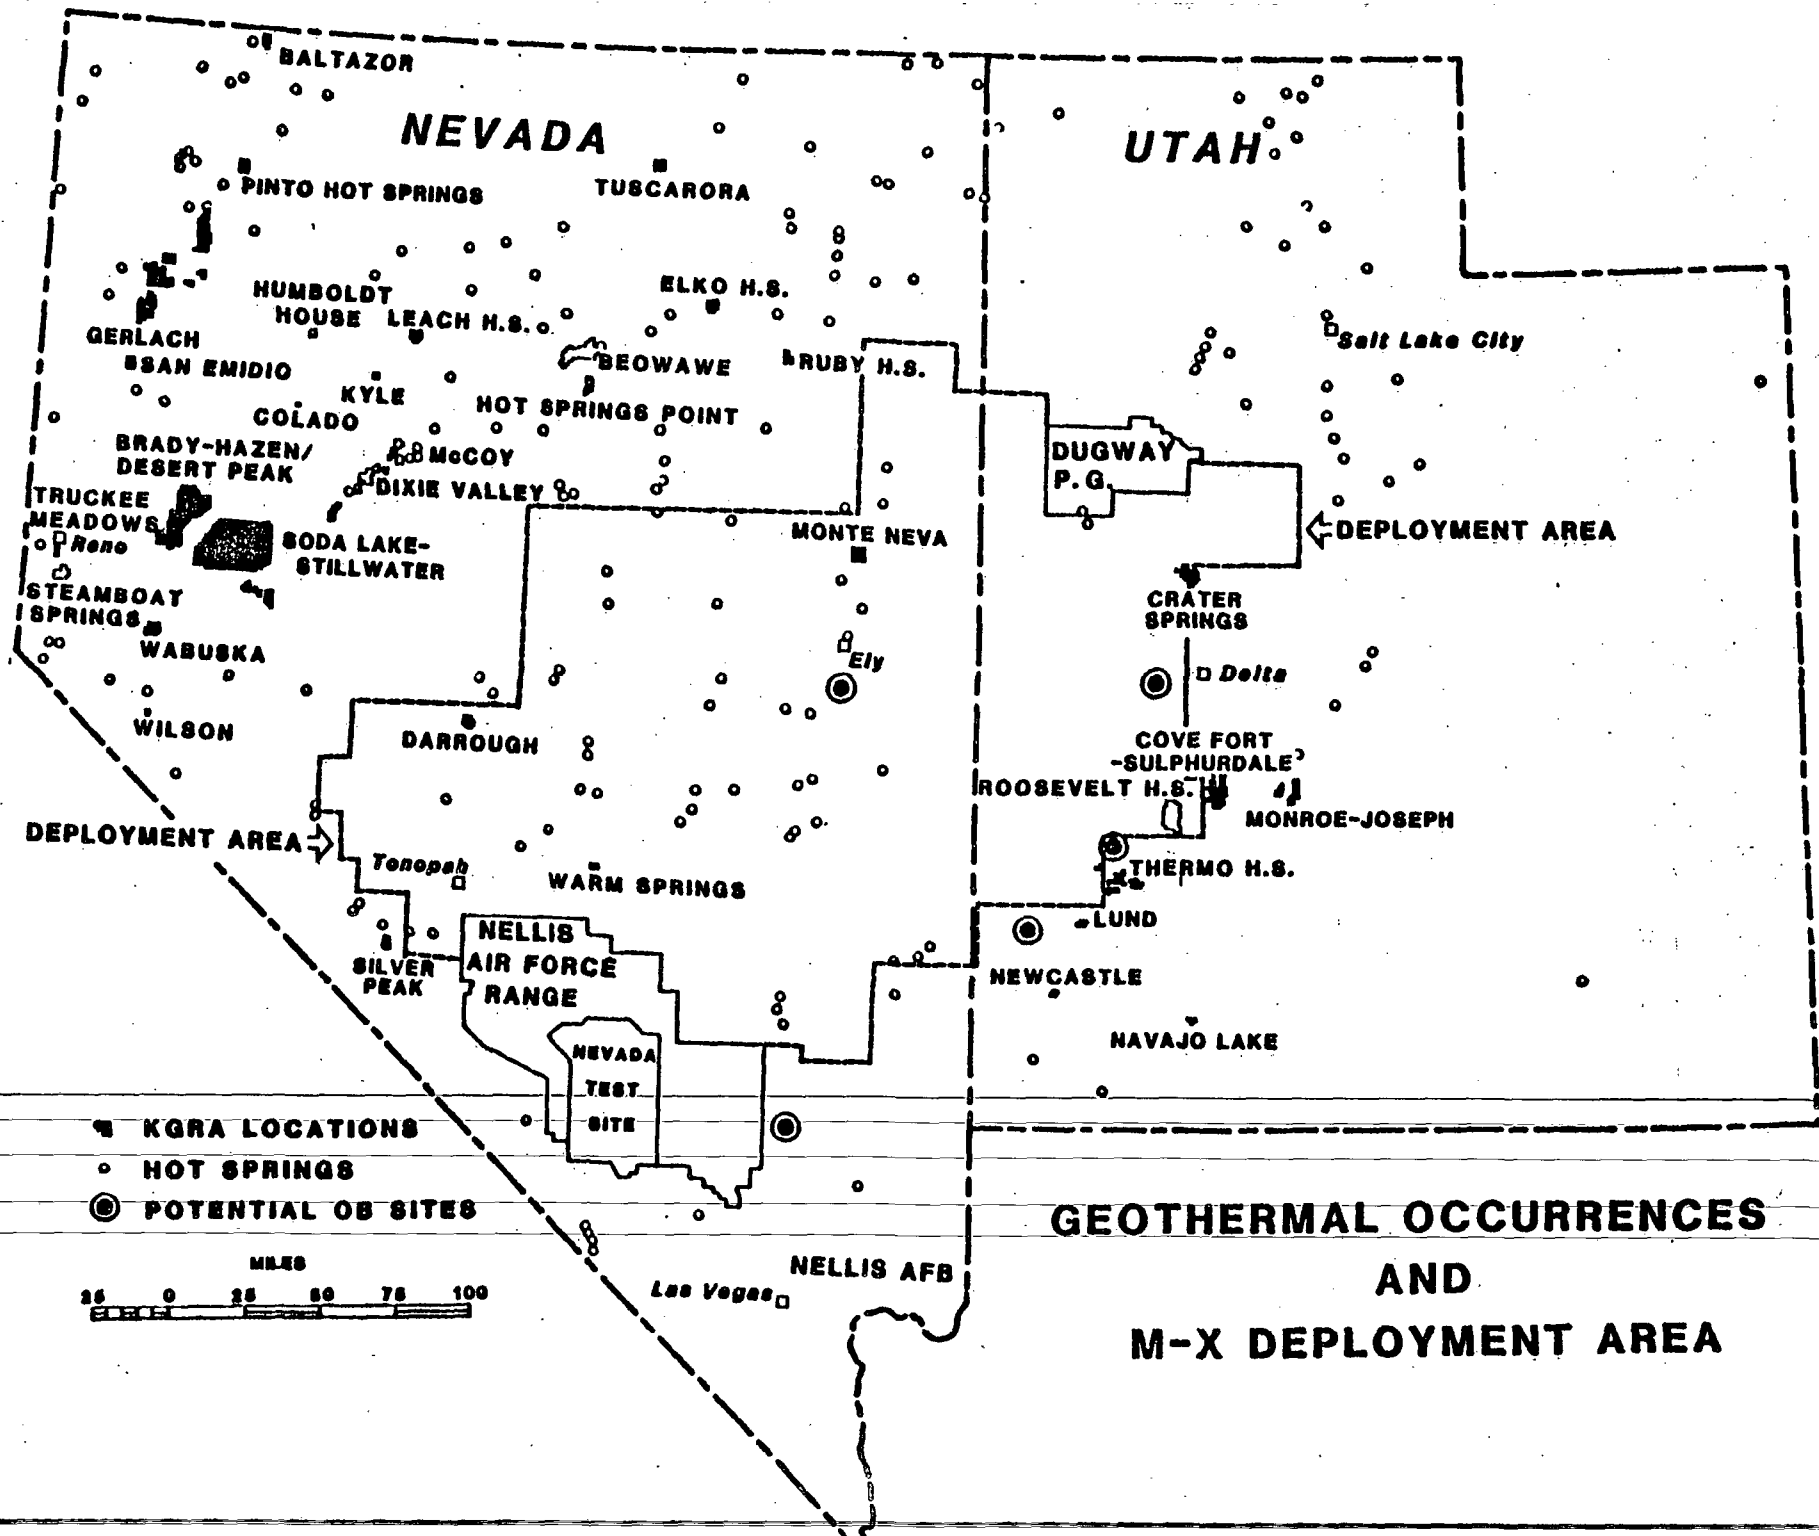 BALTAZOR
NEVADA
UTAH
PINTO HOT SPRINGS
TUSCARORA
HUMBOLDT
HOUSE
LEACH H.S.
ELKO H.S.
GERLACH
SAN EMIDIO
BEOWAWE
RUBY H.S.
Salt Lake City
KYLE
HOT SPRINGS POINT
COLADO
BRADY-HAZEN/
DESERT PEAK
McCOY
DIXIE VALLEY
DUGWAY
P.G.
TRUCKEE
MEADOWS
Reno
SODA LAKE-
STILLWATER
MONTE NEVA
DEPLOYMENT AREA
STEAMBOAT
SPRINGS
WABUSKA
CRATER
SPRINGS
Ely
Delta
WILSON
DARROUGH
COVE FORT
-SULPHURDALE
ROOSEVELT H.S.
MONROE-JOSEPH
DEPLOYMENT AREA
Tonopah
WARM SPRINGS
THERMO H.S.
LUND
NELLIS
AIR FORCE
RANGE
SILVER
PEAK
NEWCASTLE
NEVADA
TEST
SITE
NAVAJO LAKE
KGRA LOCATIONS
HOT SPRINGS
POTENTIAL OB SITES
MILES
25 0 25 50 75 100
NELLIS AFB
Las Vegas
GEOTHERMAL OCCURRENCES
AND
M-X DEPLOYMENT AREA